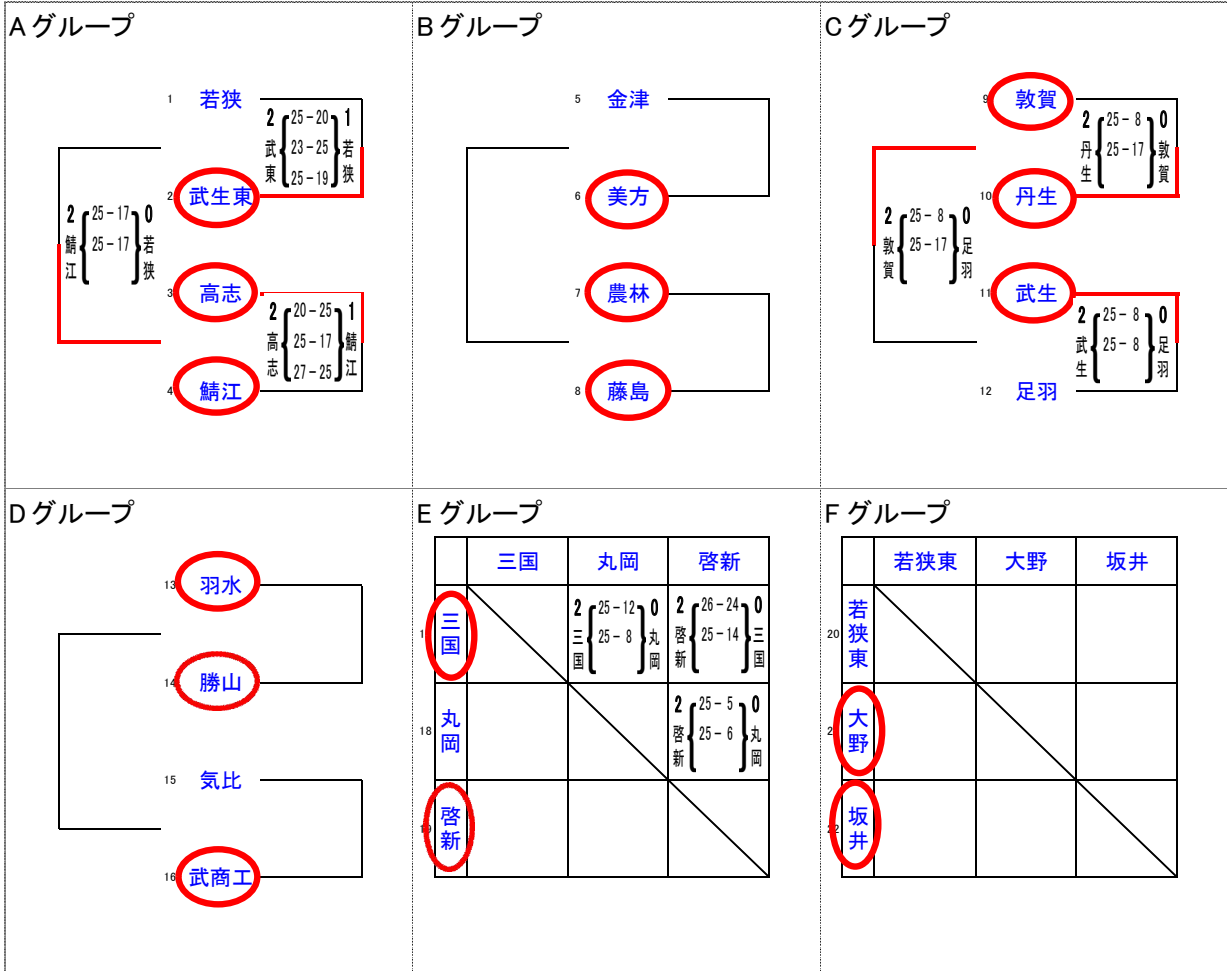 A グループ
1 若狭
2 25－20 1
武東 23－25 若狭
25－19
2 武生東
2 25－17 0
鯖江 25－17 若狭
3 高志
2 20－25 1
高志 25－17 鯖江
27－25
4 鯖江
B グループ
5 金津
6 美方
7 農林
8 藤島
C グループ
9 敦賀
2 25－8 0
丹生 25－17 敦賀
10 丹生
2 25－8 0
敦賀 25－17 足羽
11 武生
2 25－8 0
武生 25－8 足羽
12 足羽
D グループ
13 羽水
14 勝山
15 気比
16 武商工
E グループ
三国 丸岡 啓新
三国
2 25－12 0 2 26－24 0
三国 25－8 丸岡 啓新 25－14 三国
18 丸岡
2 25－5 0
啓新 25－6 丸岡
19 啓新
F グループ
若狭東 大野 坂井
20 若狭東
大野
22 坂井